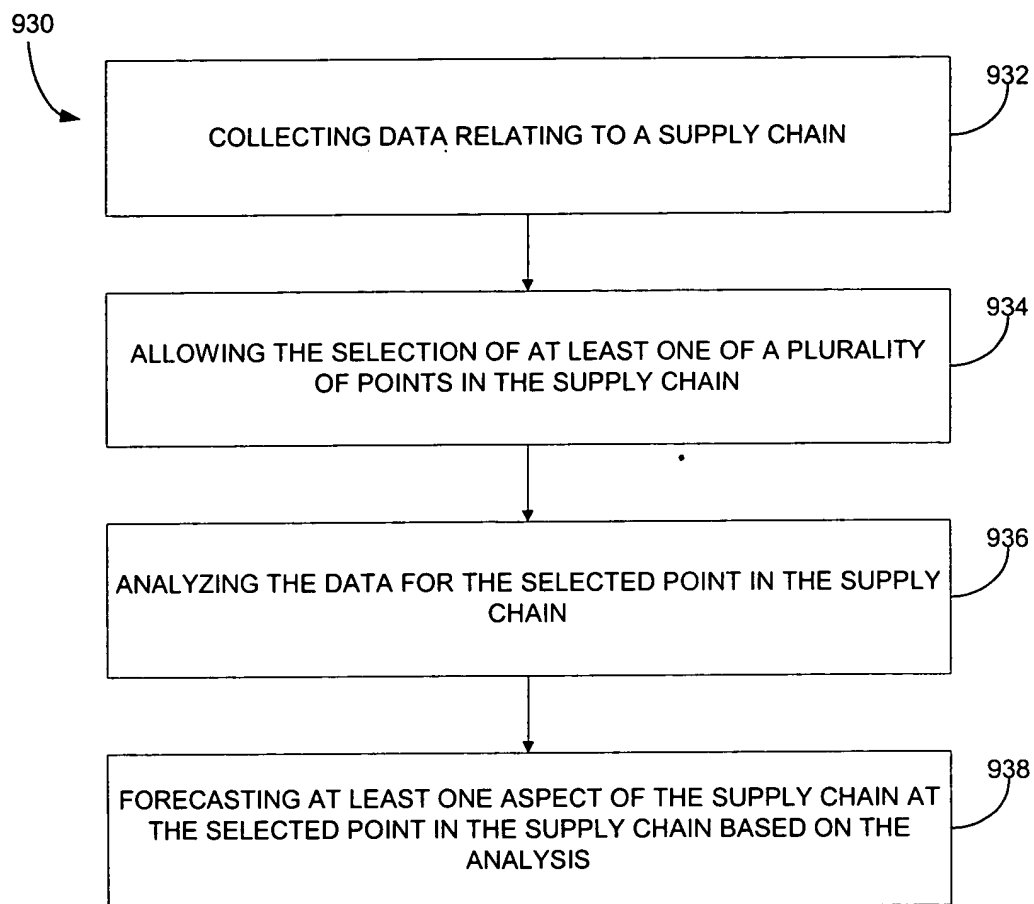 930
932
COLLECTING DATA RELATING TO A SUPPLY CHAIN
934
ALLOWING THE SELECTION OF AT LEAST ONE OF A PLURALITY
OF POINTS IN THE SUPPLY CHAIN
936
ANALYZING THE DATA FOR THE SELECTED POINT IN THE SUPPLY
CHAIN
938
FORECASTING AT LEAST ONE ASPECT OF THE SUPPLY CHAIN AT
THE SELECTED POINT IN THE SUPPLY CHAIN BASED ON THE
ANALYSIS